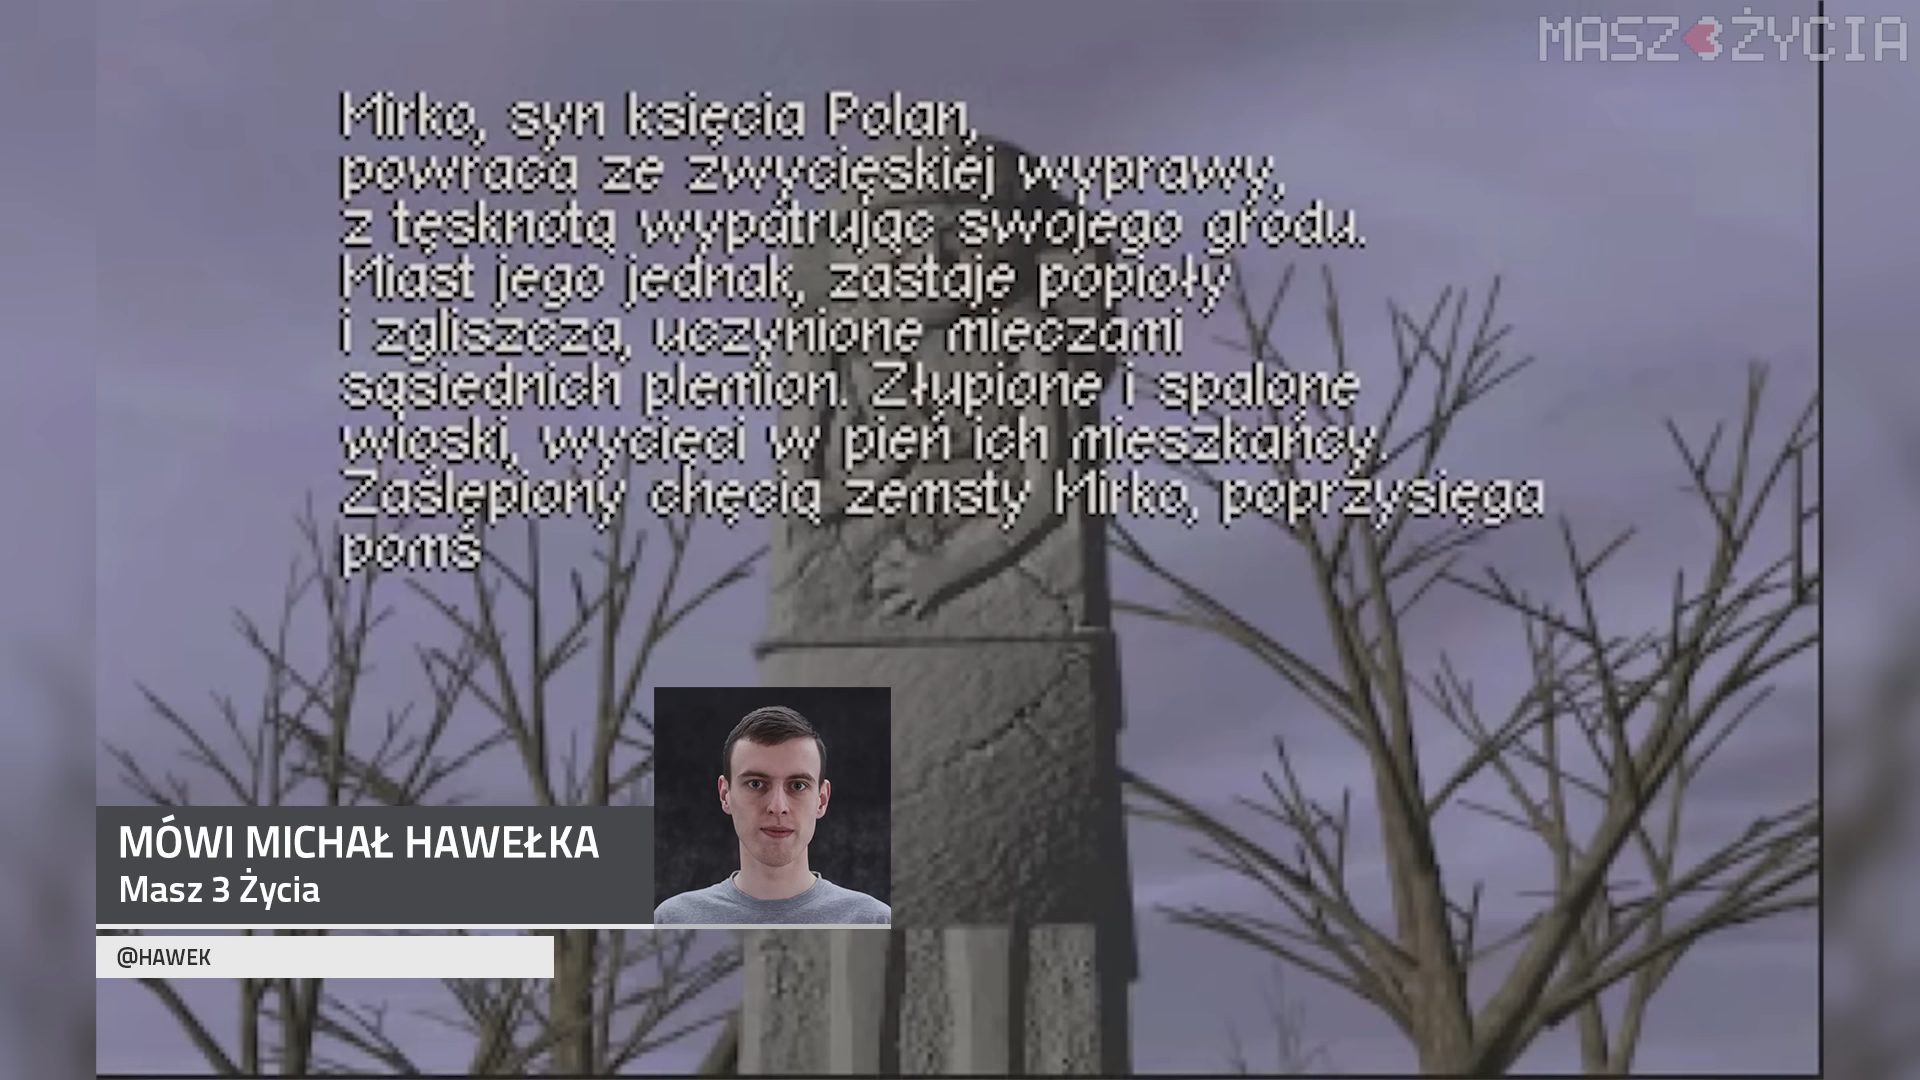 MASZ 3 ŻYCIA
Mirko, syn księcia Polan,
powraca ze zwycięskiej wyprawy,
z tęsknotą wypatrując swojego grodu.
Miast jego jednak, zastaje popioły
i zgliszcza, uczynione mieczami
sąsiednich plemion. Złupione i spalone
wioski, wycięci w pień ich mieszkańcy.
Zaślepiony chęcią zemsty Mirko, poprzysięga
pomś
MÓWI MICHAŁ HAWEŁKA
Masz 3 Życia
@HAWEK